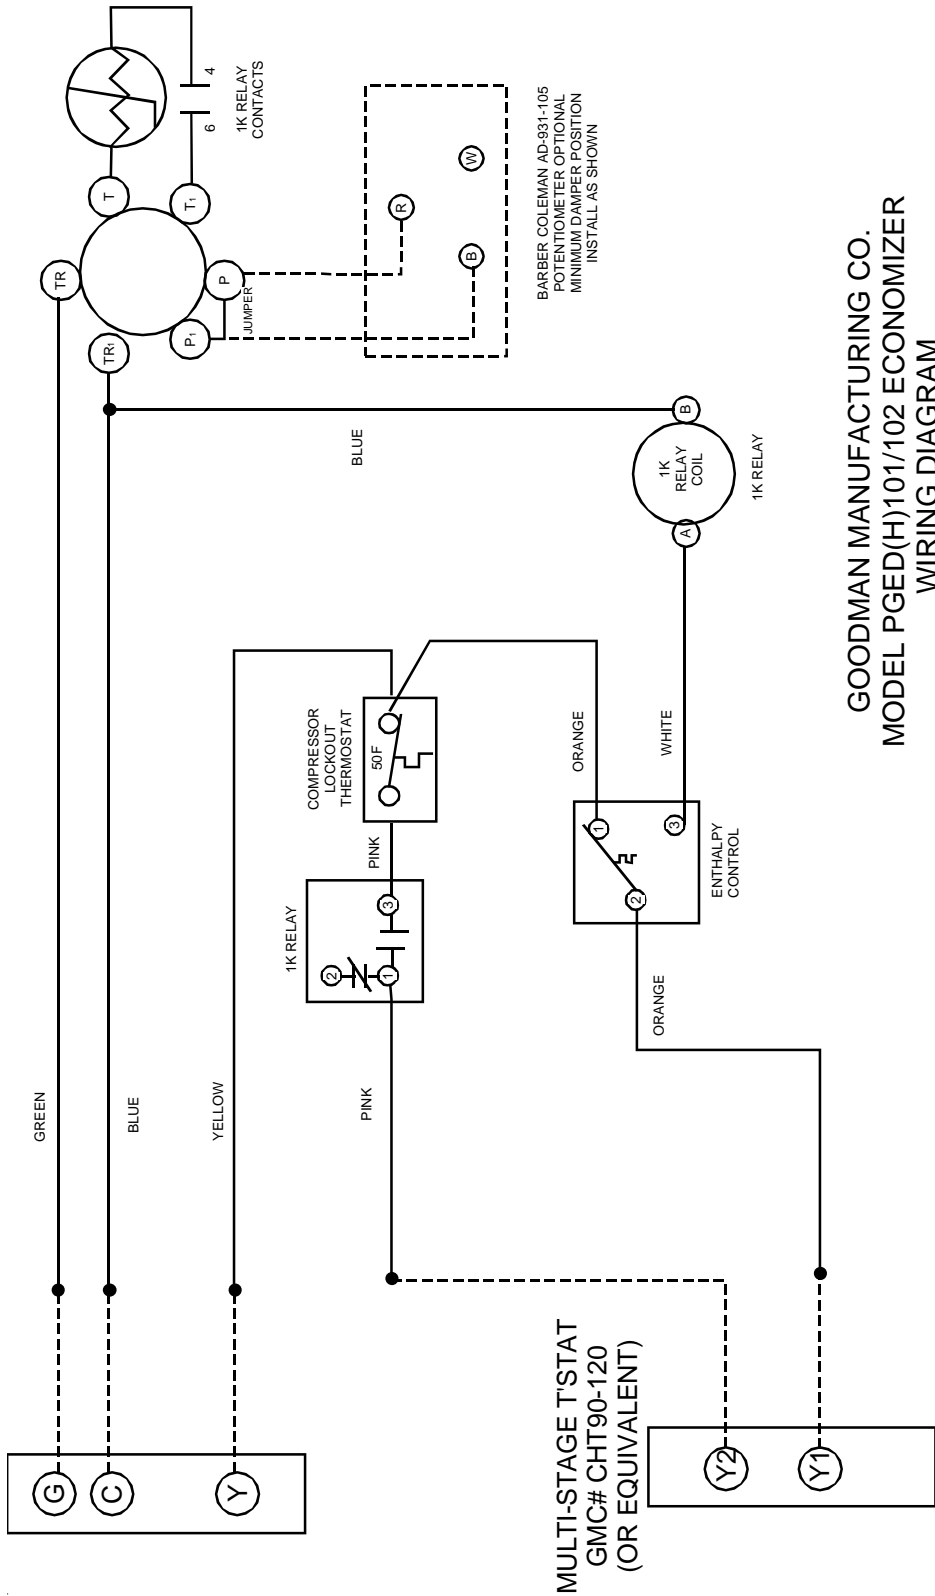 TR
TR1
T
T1
P
P1
JUMPER
4
6
1K RELAY
CONTACTS
R
W
B
BARBER COLEMAN AD-931-105
POTENTIOMETER OPTIONAL
MINIMUM DAMPER POSITION
INSTALL AS SHOWN
BLUE
B
1K
RELAY
COIL
A
1K RELAY
GREEN
BLUE
YELLOW
COMPRESSOR
LOCKOUT
THERMOSTAT
50F
PINK
1K RELAY
2
3
1
PINK
ORANGE
WHITE
1
3
2
ENTHALPY
CONTROL
ORANGE
G
C
Y
MULTI-STAGE T'STAT
GMC# CHT90-120
(OR EQUIVALENT)
Y2
Y1
GOODMAN MANUFACTURING CO.
MODEL PGED(H)101/102 ECONOMIZER
WIRING DIAGRAM